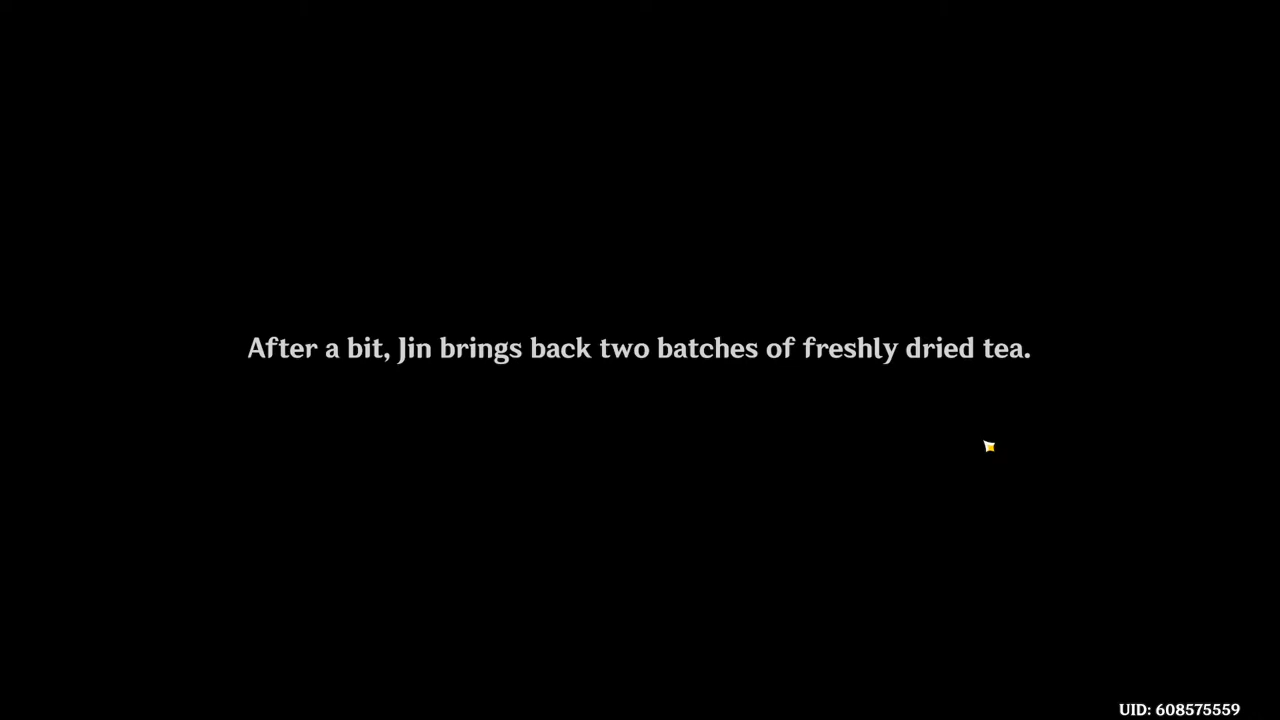 After a bit, Jin brings back two batches of freshly dried tea.
UID: 608575559